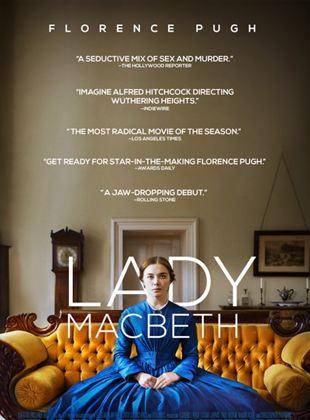 FLORENCE PUGH
"A SEDUCTIVE MIX OF SEX AND MURDER."
–THE HOLLYWOOD REPORTER
"IMAGINE ALFRED HITCHCOCK DIRECTING
WUTHERING HEIGHTS."
–INDIEWIRE
"THE MOST RADICAL MOVIE OF THE SEASON."
–LOS ANGELES TIMES
"GET READY FOR STAR-IN-THE-MAKING FLORENCE PUGH."
–AWARDS DAILY
"A JAW-DROPPING DEBUT."
–ROLLING STONE
LADY
MACBETH